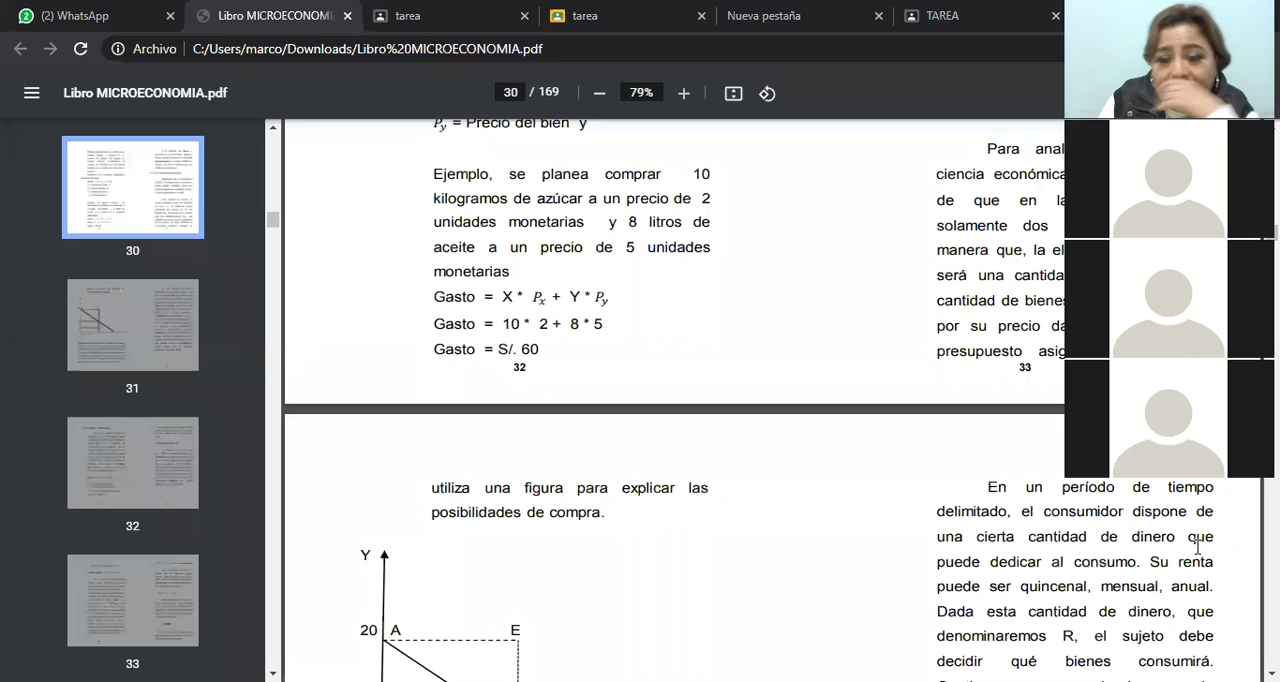 (2) WhatsApp
Libro MICROECONOMI
tarea
tarea
Nueva pestaña
TAREA
Archivo
C:/Users/marco/Downloads/Libro%20MICROECONOMIA.pdf
Libro MICROECONOMIA.pdf
30 / 169
79%
30
31
32
33
Py = Precio del bien y
Ejemplo, se planea comprar 10
kilogamos de azúcar a un precio de 2
uniades monetarias y 8 litros de
aceite a un precio de 5 unidades
monetarias
Gasto = X * Px + Y * Py
Gasto = 10 * 2 + 8 * 5
Gasto = S/. 60
32
Para anal
ciencia económica
de que en la
solamente dos
manera que, la el
será una cantida
cantidad de bienes
por su precio da
presupuesto asig
33
utiliza una figura para explicar las
posibilidades de compra.
Y
20 A E
En un período de tiempo
delimitado, el consumidor dispone de
una cierta cantidad de dinero que
puede dedicar al consumo. Su renta
puede ser quincenal, mensual, anual.
Dada esta cantidad de dinero, que
denominaremos R, el sujeto debe
decidir qué bienes consumirá.